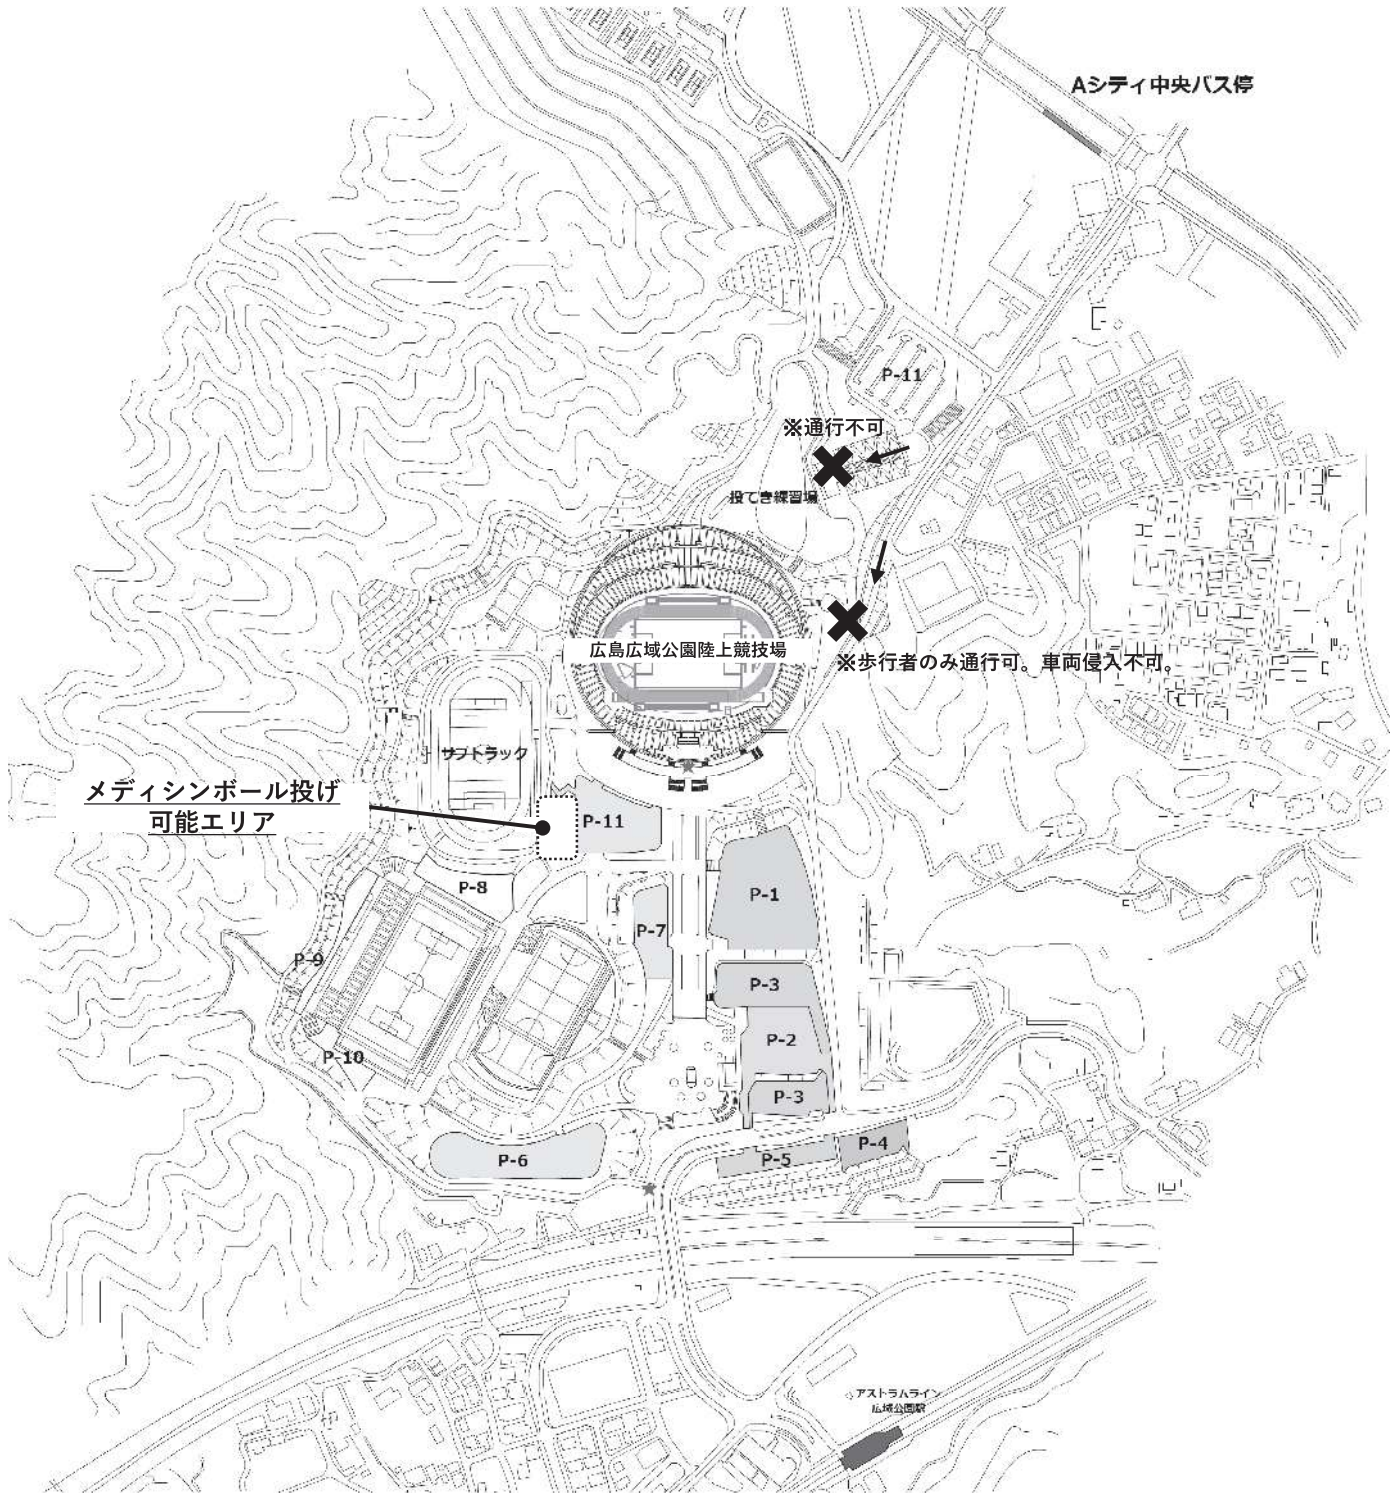 Aシティ中央バス停
P-11
※通行不可
投てき練習場
広島広域公園陸上競技場
※歩行者のみ通行可。車両侵入不可。
サブトラック
メディシンボール投げ
可能エリア
P-11
P-8
P-1
P-7
P-9
P-3
P-2
P-10
P-3
P-4
P-5
P-6
アストラムライン
広域公園駅